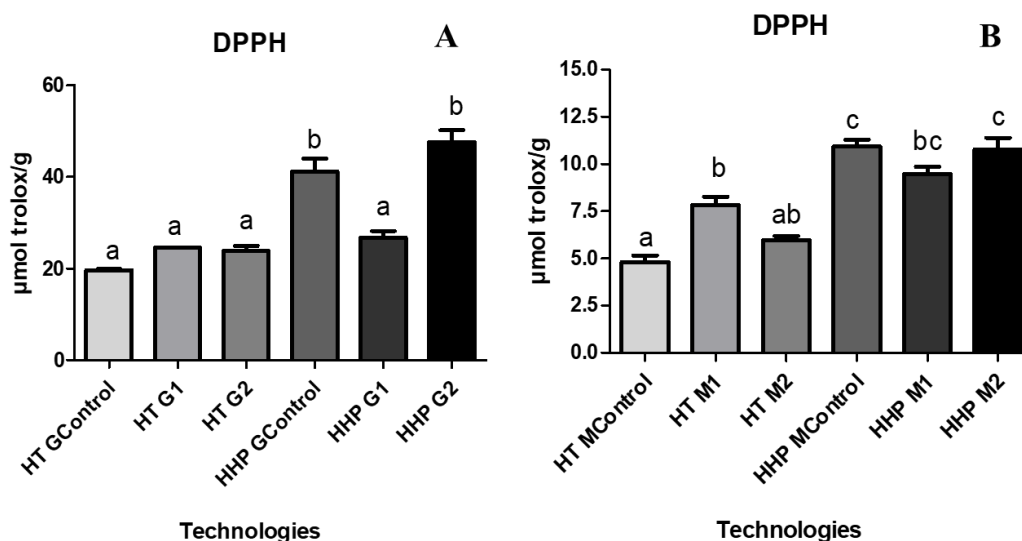 DPPH
A
60
40
20
0
µmol trolox/g
a
a
a
b
a
b
HT GControl
HT G1
HT G2
HHP GControl
HHP G1
HHP G2
Technologies
DPPH
B
15.0
12.5
10.0
7.5
5.0
2.5
0.0
µmol trolox/g
a
b
ab
c
bc
c
HT MControl
HT M1
HT M2
HHP MControl
HHP M1
HHP M2
Technologies